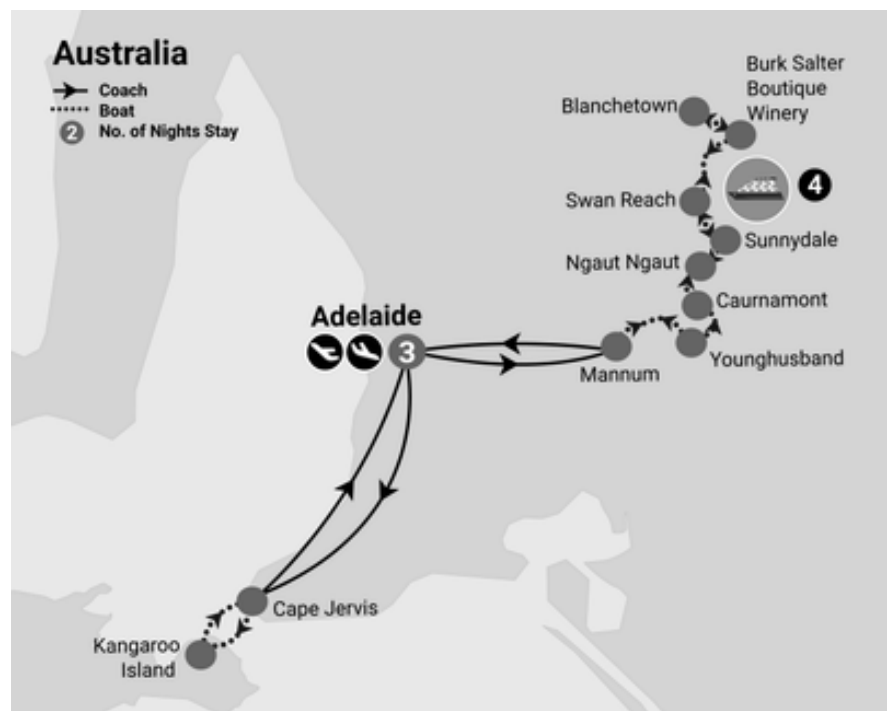 Australia
Coach
Boat
2 No. of Nights Stay
Burk Salter
Boutique
Winery
Blanchetown
4
Swan Reach
Sunnydale
Ngaut Ngaut
Caurnamont
Adelaide
3
Mannum
Younghusband
Cape Jervis
Kangaroo
Island